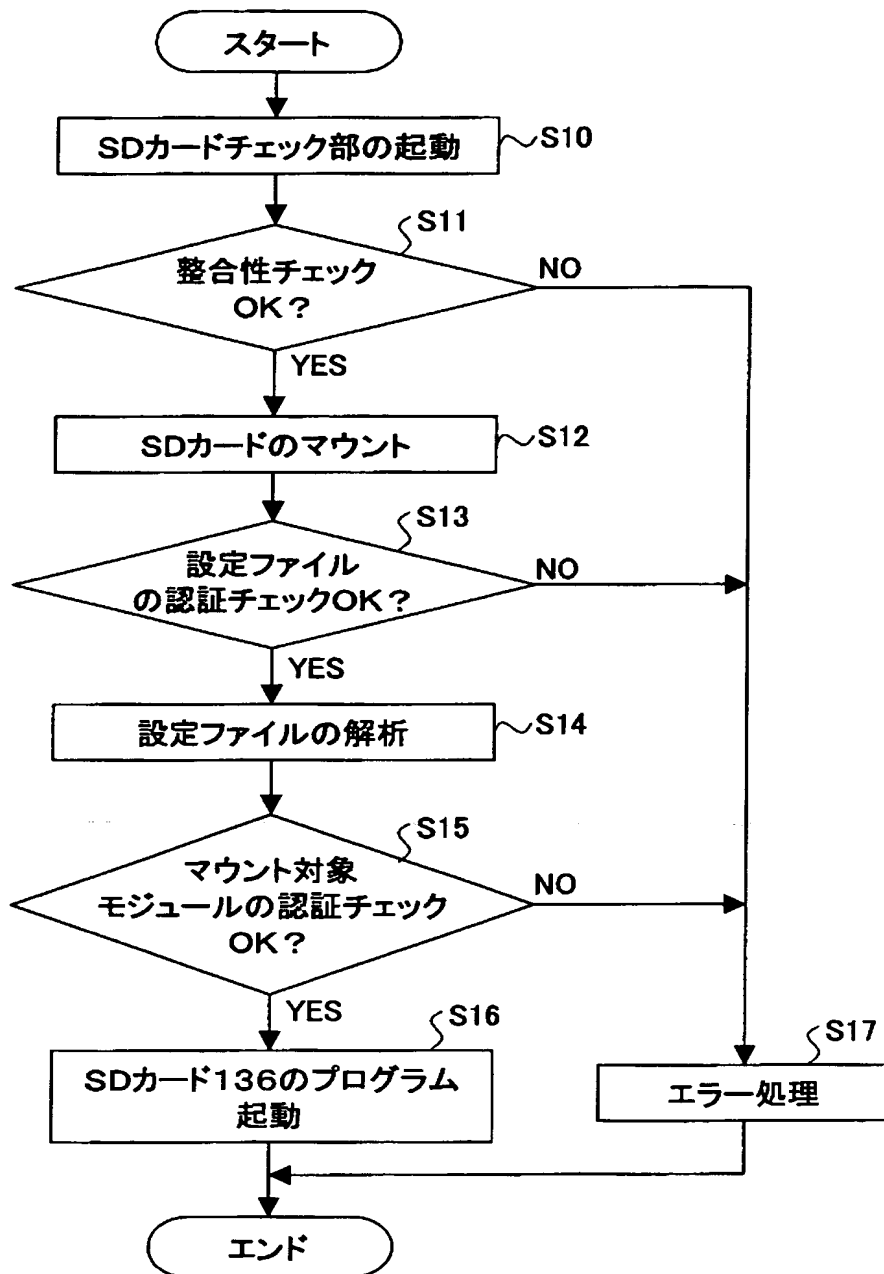 スタート
SDカードチェック部の起動
S10
S11
整合性チェック
OK?
NO
YES
SDカードのマウント
S12
S13
設定ファイル
の認証チェックOK?
NO
YES
設定ファイルの解析
S14
S15
マウント対象
モジュールの認証チェック
OK?
NO
YES
S16
SDカード136のプログラム
起動
S17
エラー処理
エンド